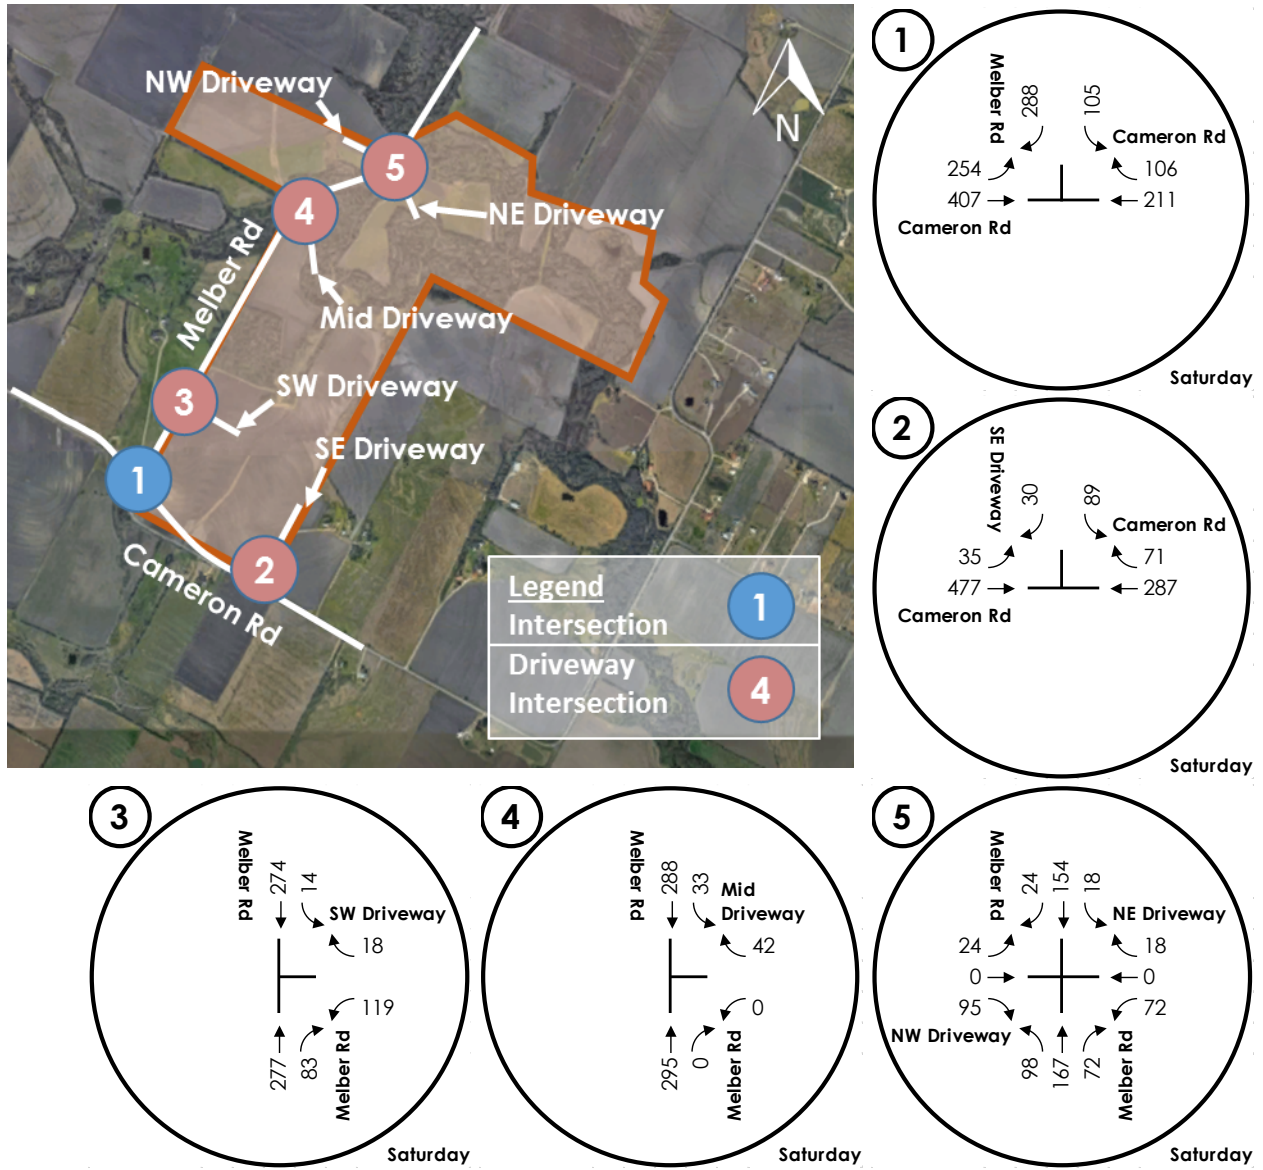 NW Driveway
5
N
4
NE Driveway
Melber Rd
Mid Driveway
3
SW Driveway
SE Driveway
1
2
Cameron Rd
Legend
Intersection
1
Driveway
Intersection
4
1
Melber Rd
288
105
Cameron Rd
254
106
407
211
Cameron Rd
Saturday
2
SE Driveway
30
89
Cameron Rd
35
71
477
287
Cameron Rd
Saturday
3
Melber Rd
274
14
SW Driveway
18
119
277
83
Melber Rd
Saturday
4
Melber Rd
288
33
Mid
Driveway
42
0
295
0
Melber Rd
Saturday
5
Melber Rd
24
154
18
NE Driveway
24
18
0
0
95
72
NW Driveway
98
167
72
Melber Rd
Saturday